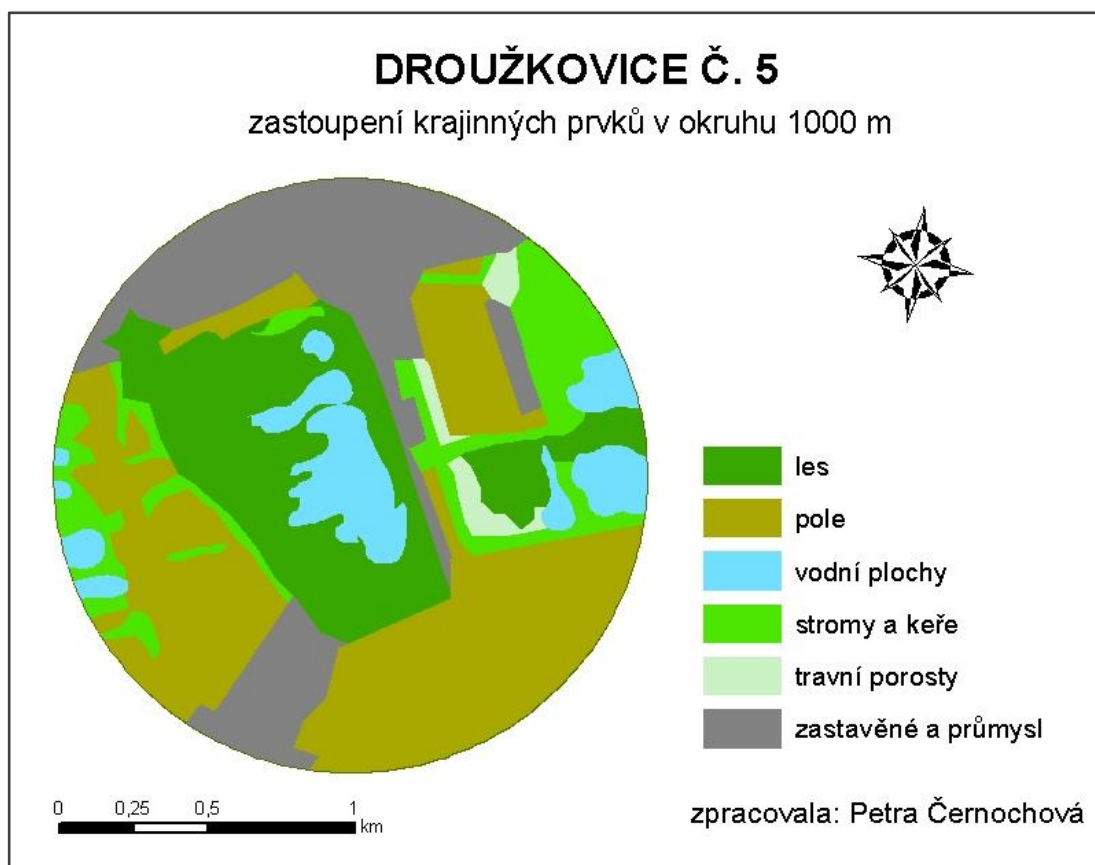 DROUŽKOVICE Č. 5
zastoupení krajinných prvků v okruhu 1000 m
les
pole
vodní plochy
stromy a keře
travní porosty
zastavěné a průmysl
0 0,25 0,5 1
km
zpracovala: Petra Černochová